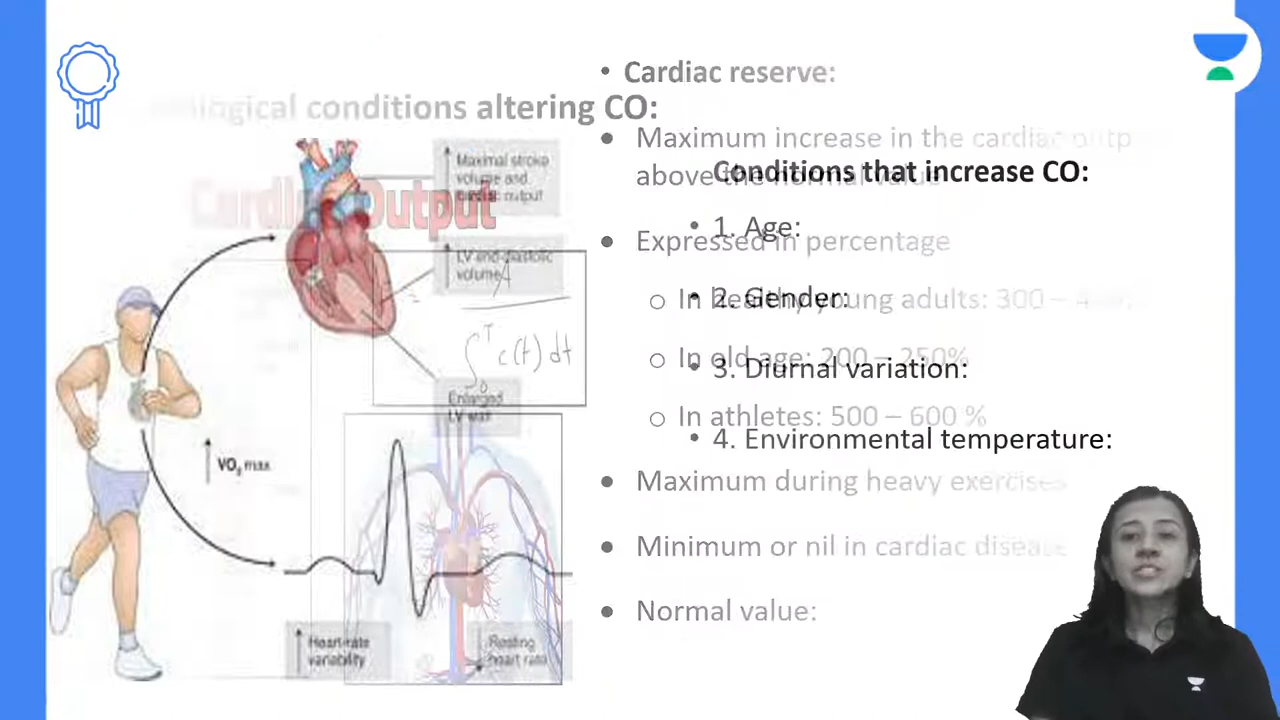 Cardiac reserve:
conditions altering CO:
Maximum increase in the cardiac
above the normal value
Conditions that increase CO:
Maximal stroke
volume and
cardiac output
Cardiac Output
1. Age:
Expressed in percentage
LV end-diastolic
volume
A
2. Gender:
In healthy young adults: 300 –
∫₀ᵀ c(t) dt
In old age: 200 – 250%
3. Diurnal variation:
Enlarged
LV wall
In athletes: 500 – 600 %
4. Environmental temperature:
VO₂ max
Maximum during heavy exercises
Minimum or nil in cardiac disease
Normal value:
Heart-rate
variability
Resting
heart rate